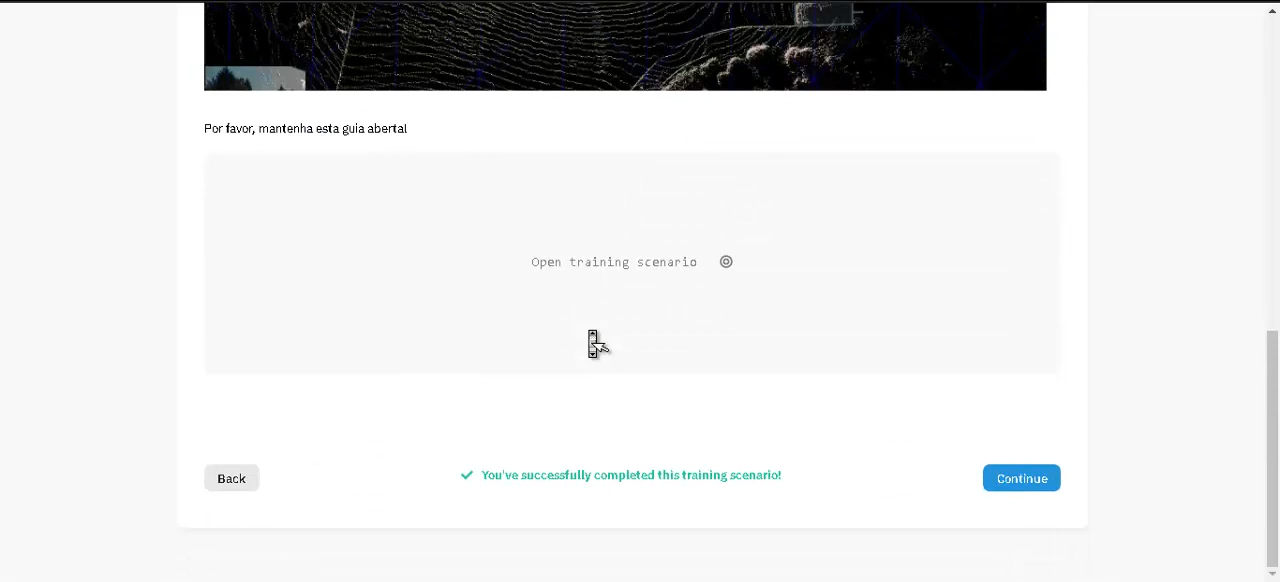 Por favor, mantenha esta guia aberta!
Open training scenario
Back
You've successfully completed this training scenario!
Continue